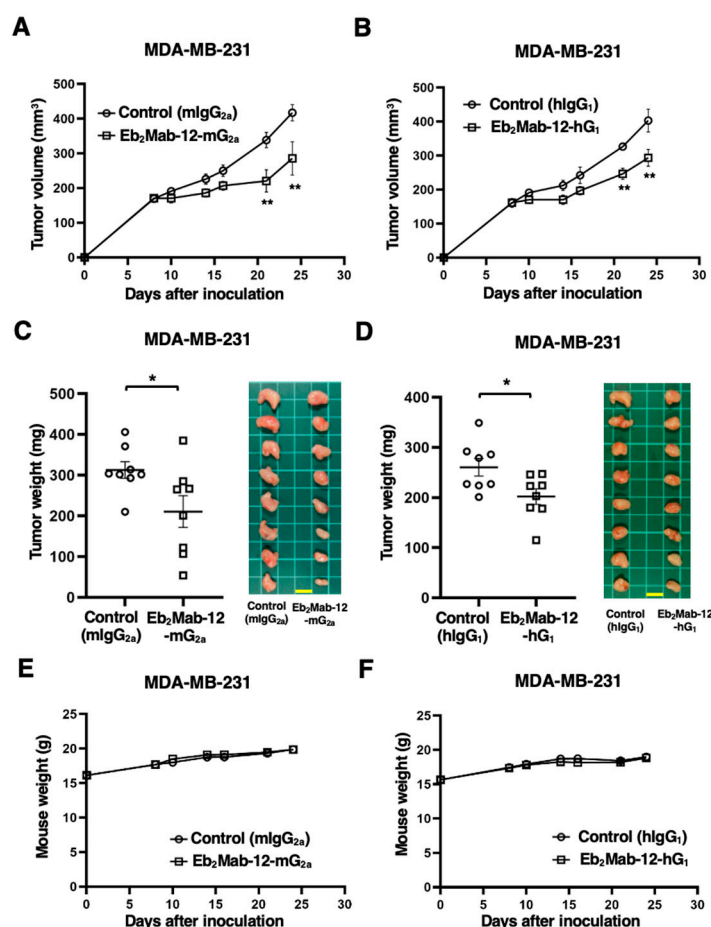 A
MDA-MB-231
Tumor volume (mm³)
500
400
300
200
100
0
Control (mIgG₂ₐ)
Eb₂Mab-12-mG₂ₐ
**
**
0 5 10 15 20 25 30
Days after inoculation
B
MDA-MB-231
Tumor volume (mm³)
500
400
300
200
100
0
Control (hIgG₁)
Eb₂Mab-12-hG₁
**
**
0 5 10 15 20 25 30
Days after inoculation
C
MDA-MB-231
Tumor weight (mg)
500
400
300
200
100
0
*
Control
(mIgG₂ₐ)
Eb₂Mab-12
-mG₂ₐ
Control
(mIgG₂ₐ)
Eb₂Mab-12
-mG₂ₐ
D
MDA-MB-231
Tumor weight (mg)
400
300
200
100
0
*
Control
(hIgG₁)
Eb₂Mab-12
-hG₁
Control
(hIgG₁)
Eb₂Mab-12
-hG₁
E
MDA-MB-231
Mouse weight (g)
25
20
15
10
5
0
Control (mIgG₂ₐ)
Eb₂Mab-12-mG₂ₐ
0 5 10 15 20 25 30
Days after inoculation
F
MDA-MB-231
Mouse weight (g)
25
20
15
10
5
0
Control (hIgG₁)
Eb₂Mab-12-hG₁
0 5 10 15 20 25 30
Days after inoculation